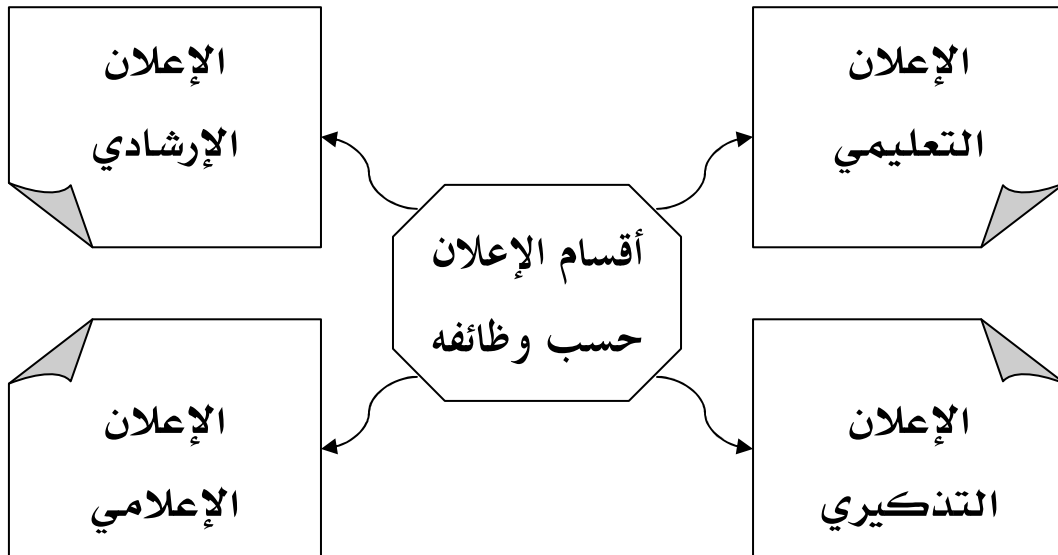 أقسام الإعلان
حسب وظائفه
الإعلان
التعليمي
الإعلان
الإرشادي
الإعلان
التذكيري
الإعلان
الإعلامي